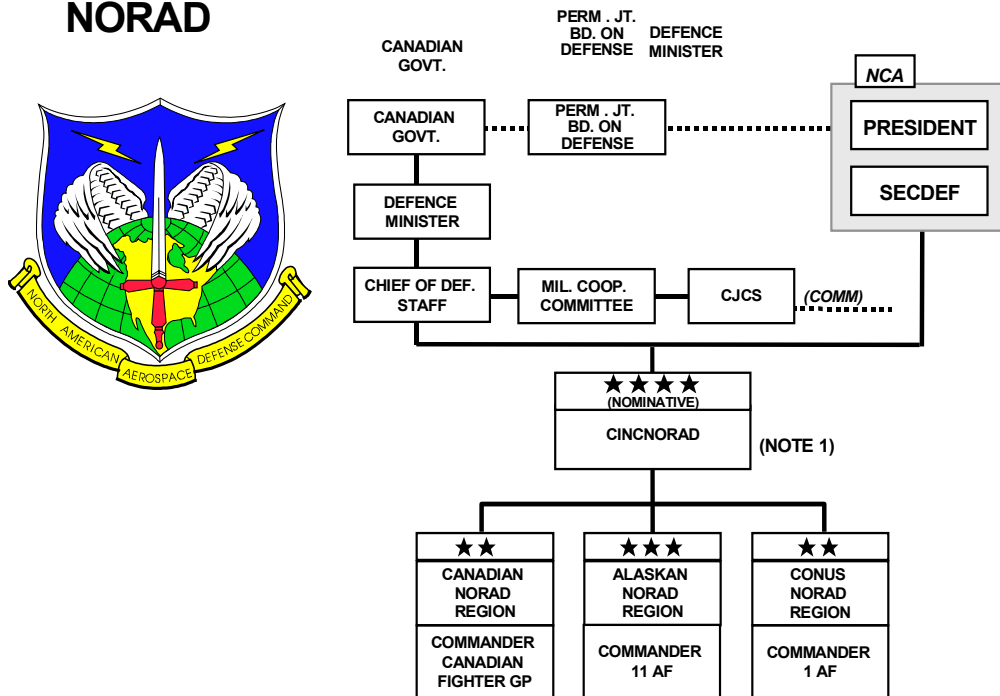 NORAD
CANADIAN
GOVT.
PERM . JT.
BD. ON
DEFENSE
DEFENCE
MINISTER
NCA
CANADIAN
GOVT.
PERM . JT.
BD. ON
DEFENSE
PRESIDENT
SECDEF
DEFENCE
MINISTER
CHIEF OF DEF.
STAFF
MIL. COOP.
COMMITTEE
CJCS
(COMM)
NORTH AMERICAN
AEROSPACE
DEFENSE COMMAND
(NOMINATIVE)
CINCNORAD
(NOTE 1)
CANADIAN
NORAD
REGION
COMMANDER
CANADIAN
FIGHTER GP
ALASKAN
NORAD
REGION
COMMANDER
11 AF
CONUS
NORAD
REGION
COMMANDER
1 AF